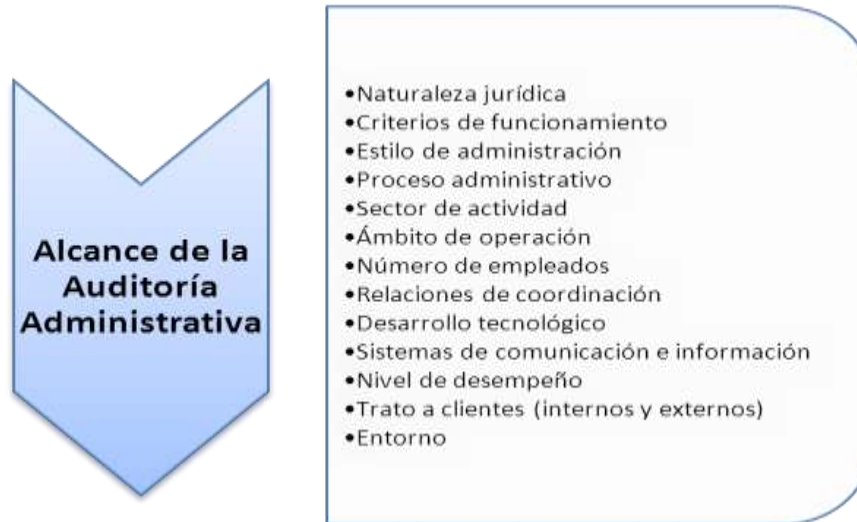 Alcance de la
Auditoría
Administrativa
•Naturaleza jurídica
•Criterios de funcionamiento
•Estilo de administración
•Proceso administrativo
•Sector de actividad
•Ámbito de operación
•Número de empleados
•Relaciones de coordinación
•Desarrollo tecnológico
•Sistemas de comunicación e información
•Nivel de desempeño
•Trato a clientes (internos y externos)
•Entorno